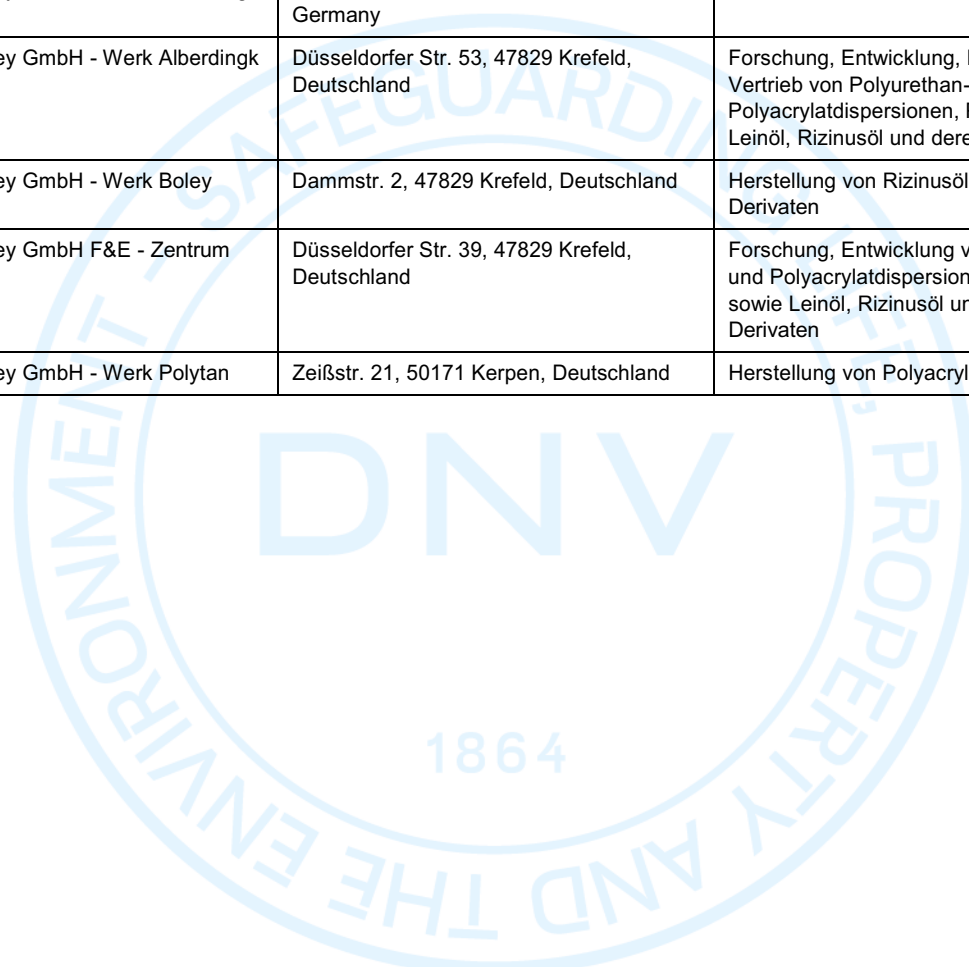 Germany
ey GmbH - Werk Alberdingk
Düsseldorfer Str. 53, 47829 Krefeld,
Deutschland
Forschung, Entwicklung,
Vertrieb von Polyurethan-
Polyacrylatdispersionen,
Leinöl, Rizinusöl und dere
ey GmbH - Werk Boley
Dammstr. 2, 47829 Krefeld, Deutschland
Herstellung von Rizinusöl
Derivaten
ey GmbH F&E - Zentrum
Düsseldorfer Str. 39, 47829 Krefeld,
Deutschland
Forschung, Entwicklung v
und Polyacrylatdispersion
sowie Leinöl, Rizinusöl un
Derivaten
ey GmbH - Werk Polytan
Zeißstr. 21, 50171 Kerpen, Deutschland
Herstellung von Polyacryl
SAFEGUARDING LIFE, PROPERTY AND THE ENVIRONMENT -
DNV
1864